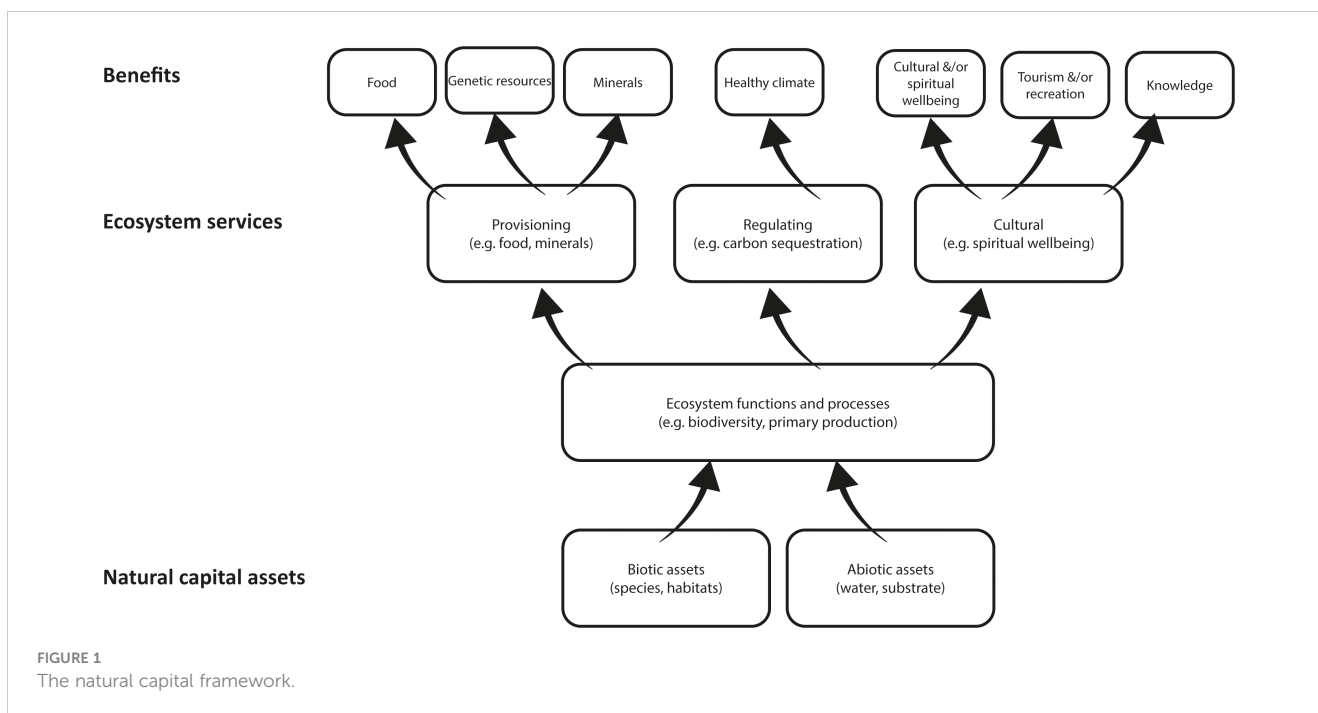 Benefits
Food
Genetic resources
Minerals
Healthy climate
Cultural &/or
spiritual
wellbeing
Tourism &/or
recreation
Knowledge
Ecosystem services
Provisioning
(e.g. food, minerals)
Regulating
(e.g. carbon sequestration)
Cultural
(e.g. spiritual wellbeing)
Ecosystem functions and processes
(e.g. biodiversity, primary production)
Natural capital assets
Biotic assets
(species, habitats)
Abiotic assets
(water, substrate)
FIGURE 1
The natural capital framework.